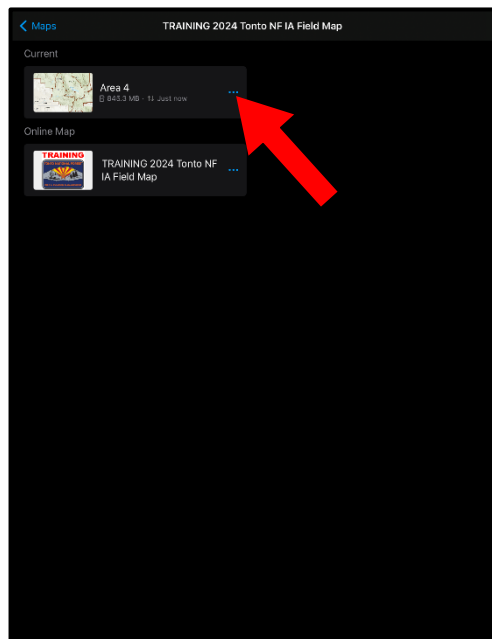 Maps
TRAINING 2024 Tonto NF IA Field Map
Current
Area 4
845.3 MB · Just now
Online Map
TRAINING
TRAINING 2024 Tonto NF
IA Field Map